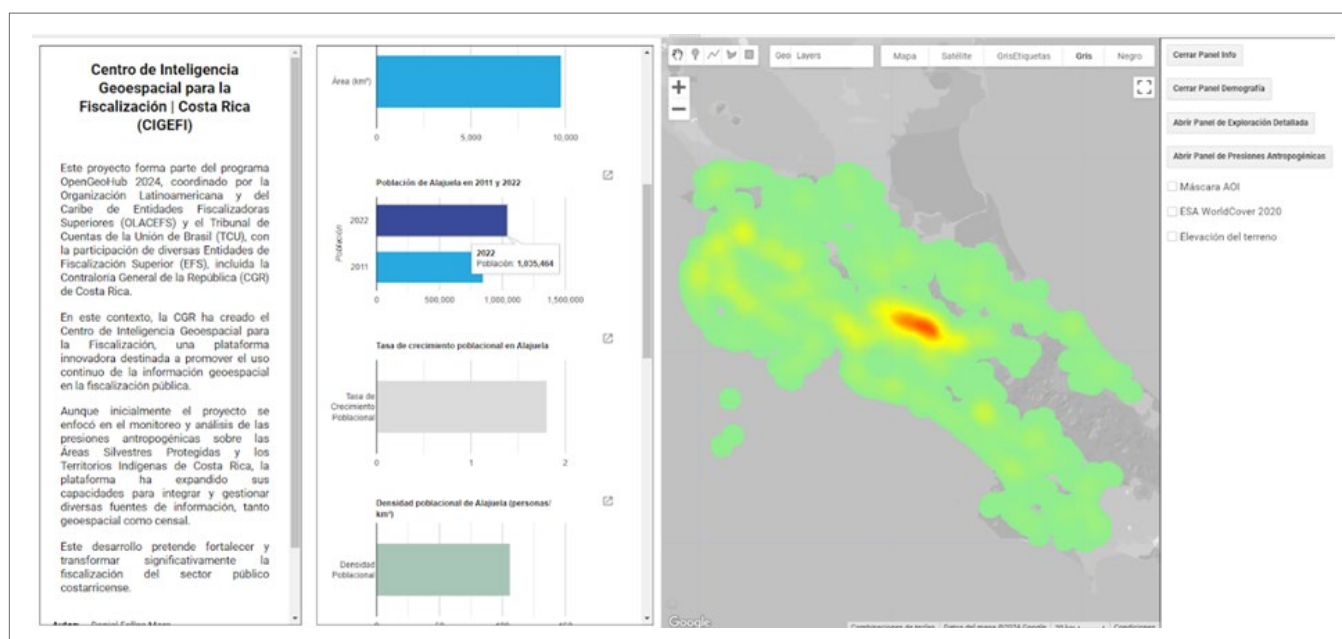 Centro de Inteligencia
Geoespacial para la
Fiscalización | Costa Rica
(CIGEFI)
Este proyecto forma parte del programa
OpenGeoHub 2024, coordinado por la
Organización Latinoamericana y del
Caribe de Entidades Fiscalizadoras
Superiores (OLACEFS) y el Tribunal de
Cuentas de la Unión de Brasil (TCU), con
la participación de diversas Entidades de
Fiscalización Superior (EFS), incluida la
Contraloría General de la República (CGR)
de Costa Rica.
En este contexto, la CGR ha creado el
Centro de Inteligencia Geoespacial para
la Fiscalización, una plataforma
innovadora destinada a promover el uso
continuo de la información geoespacial
en la fiscalización pública.
Aunque inicialmente el proyecto se
enfocó en el monitoreo y análisis de las
presiones antropogénicas sobre las
Áreas Silvestres Protegidas y los
Territorios Indígenas de Costa Rica, la
plataforma ha expandido sus
capacidades para integrar y gestionar
diversas fuentes de información, tanto
geoespacial como censal.
Este desarrollo pretende fortalecer y
transformar significativamente la
fiscalización del sector público
costarricense.
Área (km²)
0 5,000 10,000
Población de Alajuela en 2011 y 2022
Población
2022
2011
2022
Población: 1,035,464
0 500,000 1,000,000 1,500,000
Tasa de crecimiento poblacional en Alajuela
Tasa de
Crecimiento
Poblacional
0 1 2
Densidad poblacional de Alajuela (personas/
km²)
Densidad
Poblacional
Geo Layers
Mapa Satélite GrisEtiquetas Gris Negro
Google
Cerrar Panel Info
Cerrar Panel Demografía
Abrir Panel de Exploración Detallada
Abrir Panel de Presiones Antropogénicas
Máscara AOI
ESA WorldCover 2020
Elevación del terreno